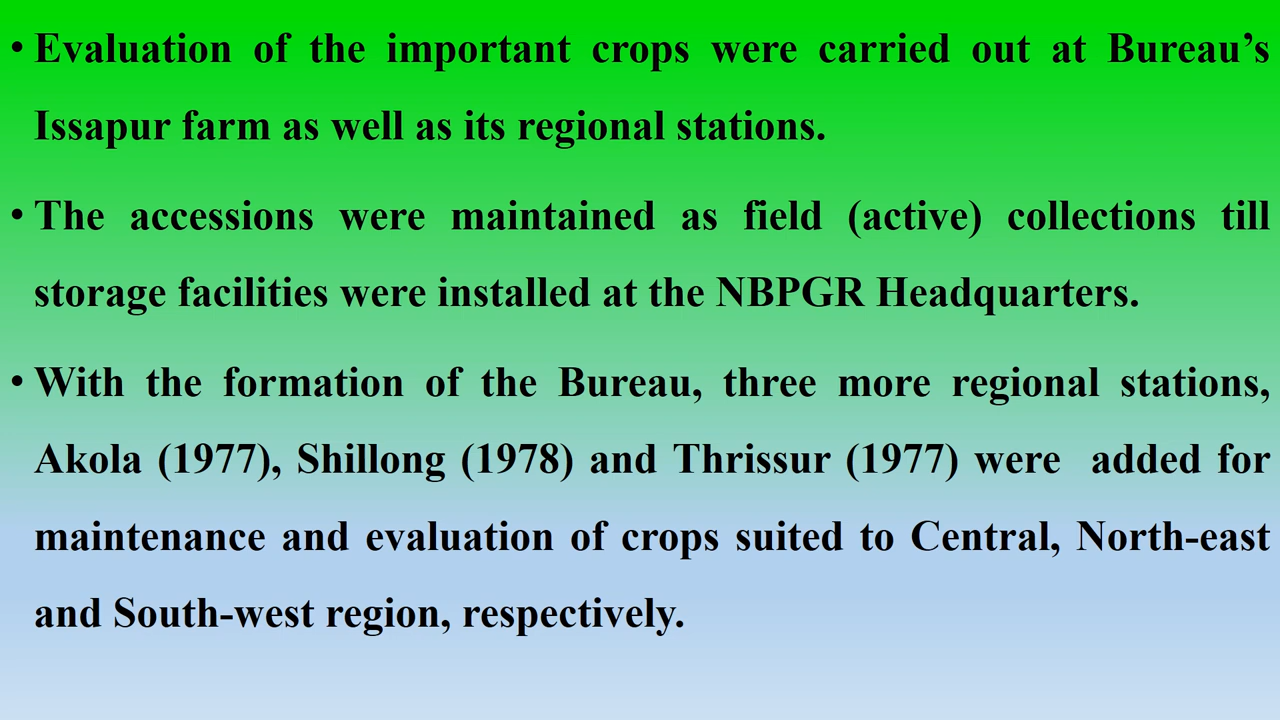 • Evaluation of the important crops were carried out at Bureau’s
Issapur farm as well as its regional stations.
• The accessions were maintained as field (active) collections till
storage facilities were installed at the NBPGR Headquarters.
• With the formation of the Bureau, three more regional stations,
Akola (1977), Shillong (1978) and Thrissur (1977) were  added for
maintenance and evaluation of crops suited to Central, North-east
and South-west region, respectively.